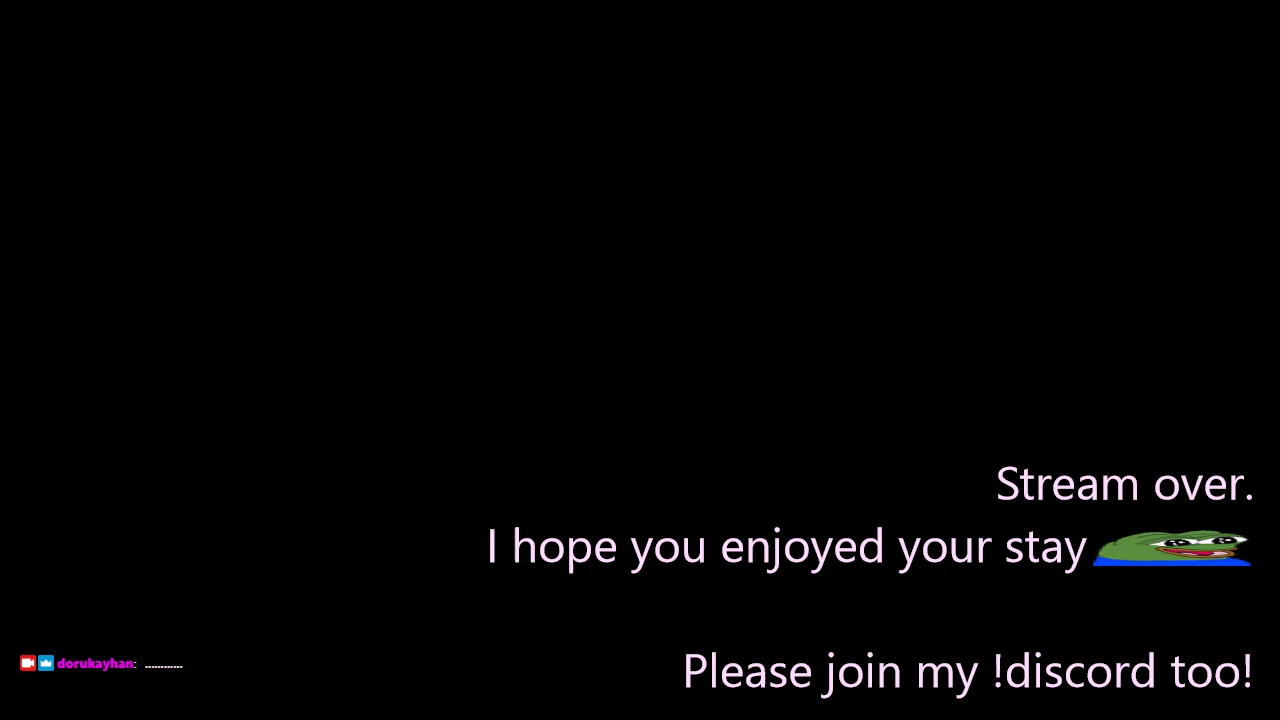 Stream over.
I hope you enjoyed your stay
dorukayhan: ............
Please join my !discord too!